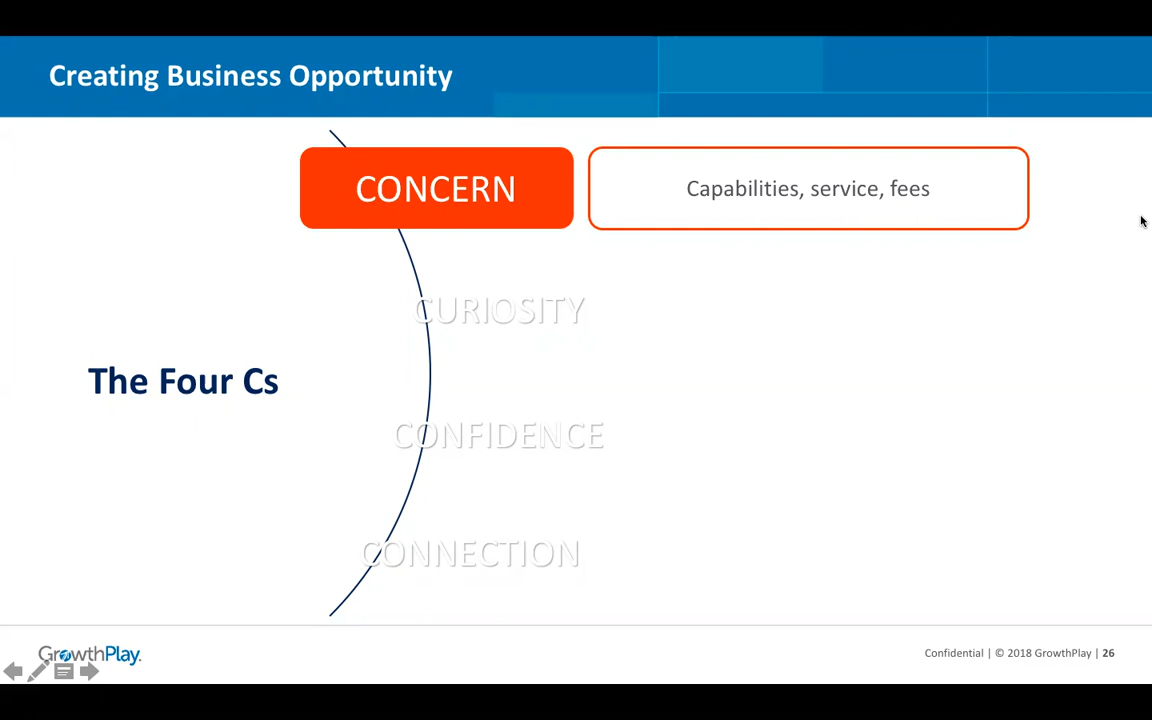 Creating Business Opportunity
CONCERN
Capabilities, service, fees
CURIOSITY
The Four Cs
CONFIDENCE
CONNECTION
GrowthPlay.
Confidential | © 2018 GrowthPlay | 26